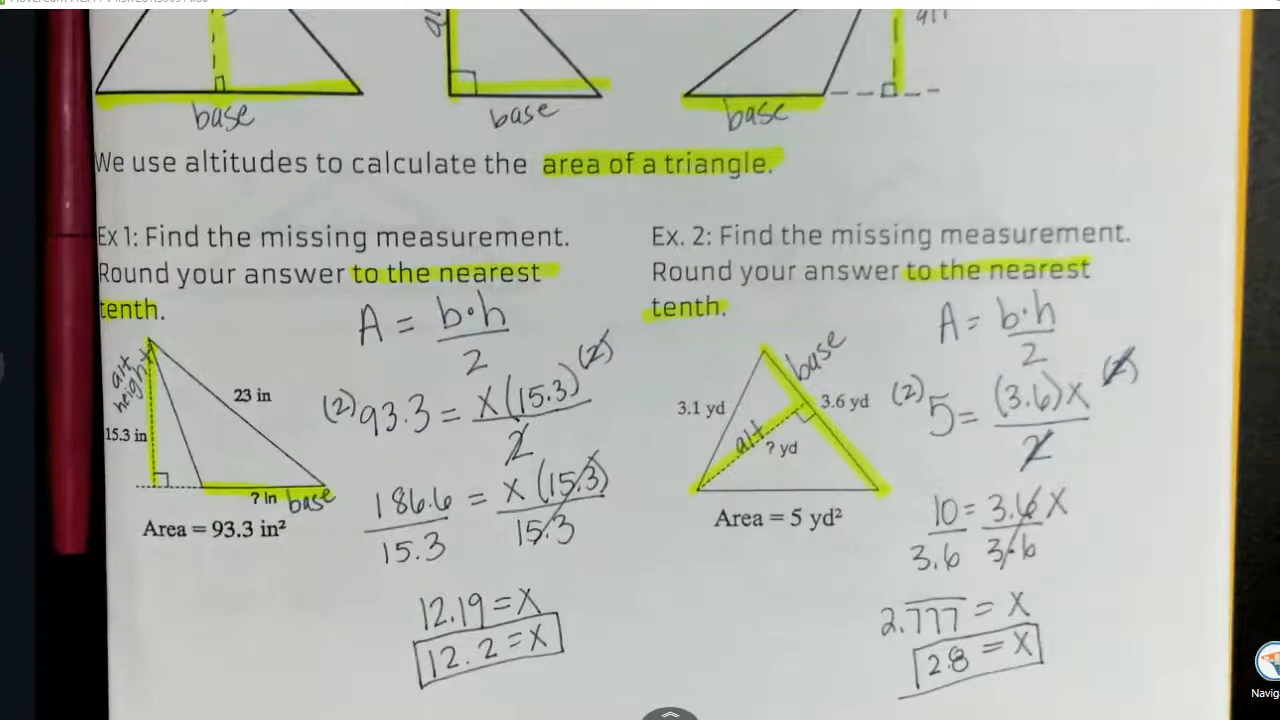 base
base
base
We use altitudes to calculate the area of a triangle.
Ex 1: Find the missing measurement.
Round your answer to the nearest
tenth.
A = b·h
2
alt
height
23 in
15.3 in
? in base
Area = 93.3 in²
(2) 93.3 = X(15.3) (2)
2
186.6 = X (15.3)
15.3 15.3
12.19 = X
12.2 = X
Ex. 2: Find the missing measurement.
Round your answer to the nearest
tenth.
A = b·h
2
base
3.1 yd
3.6 yd
alt
? yd
Area = 5 yd²
(2) 5 = (3.6)X (2)
2
10 = 3.6X
3.6 3.6
2.777 = X
2.8 = X
Navig